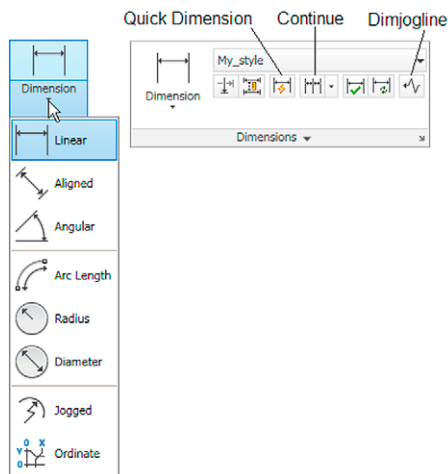 Quick Dimension Continue Dimjogline
Dimension
Linear
Aligned
Angular
Arc Length
Radius
Diameter
Jogged
O X
Y
O
Ordinate
My_style
Dimension
Dimensions